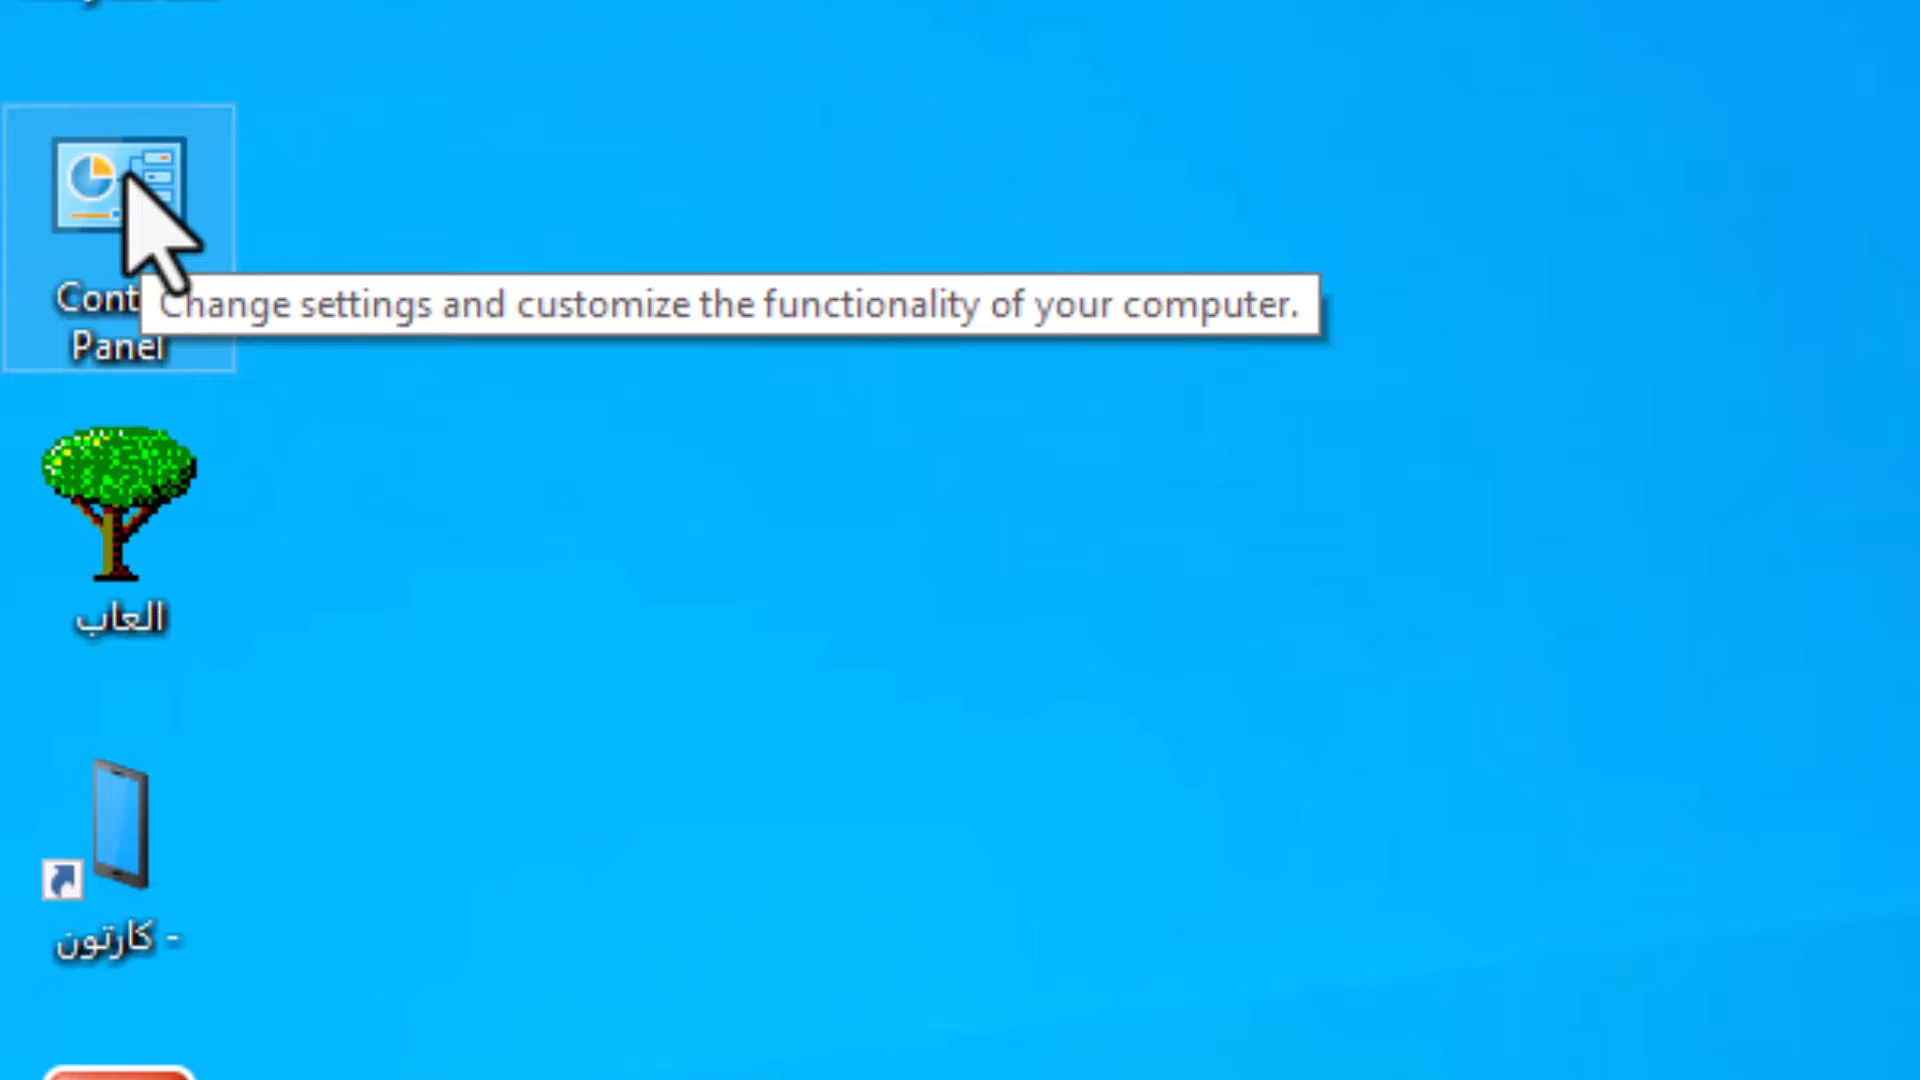 Cont
Panel
Change settings and customize the functionality of your computer.
العاب
كارتون -